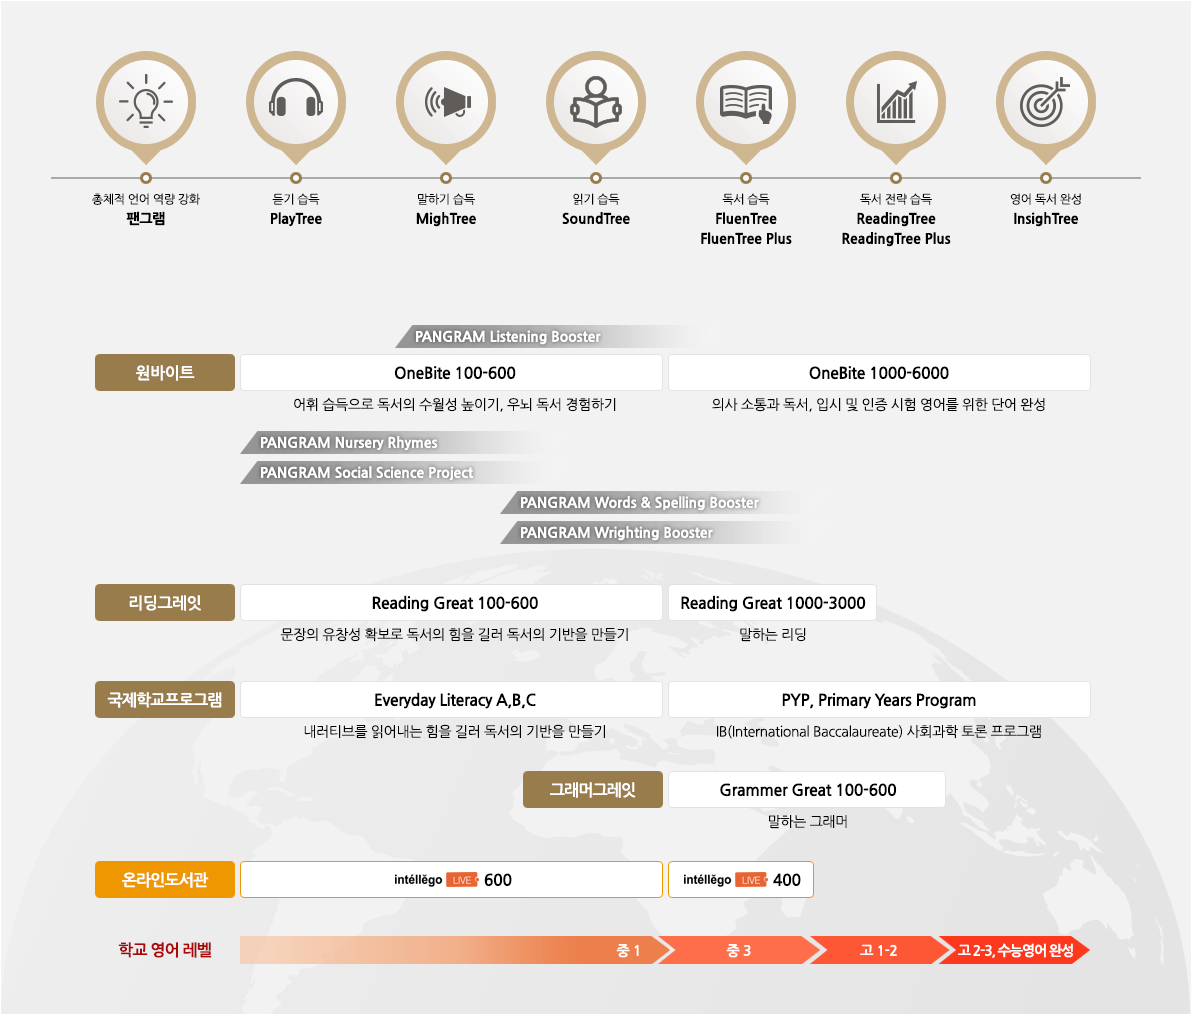 총체적 언어 역량 강화
팬그램
듣기 습득
PlayTree
말하기 습득
MighTree
읽기 습득
SoundTree
독서 습득
FluenTree
FluenTree Plus
독서 전략 습득
ReadingTree
ReadingTree Plus
영어 독서 완성
InsighTree
PANGRAM Listening Booster
원바이트
OneBite 100-600
OneBite 1000-6000
어휘 습득으로 독서의 수월성 높이기, 우뇌 독서 경험하기
의사 소통과 독서, 입시 및 인증 시험 영어를 위한 단어 완성
PANGRAM Nursery Rhymes
PANGRAM Social Science Project
PANGRAM Words & Spelling Booster
PANGRAM Wrighting Booster
리딩그레잇
Reading Great 100-600
Reading Great 1000-3000
문장의 유창성 확보로 독서의 힘을 길러 독서의 기반을 만들기
말하는 리딩
국제학교프로그램
Everyday Literacy A,B,C
PYP, Primary Years Program
내러티브를 읽어내는 힘을 길러 독서의 기반을 만들기
IB(International Baccalaureate) 사회과학 토론 프로그램
그래머그레잇
Grammer Great 100-600
말하는 그래머
온라인도서관
intéllĕgo LIVE 600
intéllĕgo LIVE 400
학교 영어 레벨
중 1
중 3
고 1-2
고 2-3, 수능영어 완성